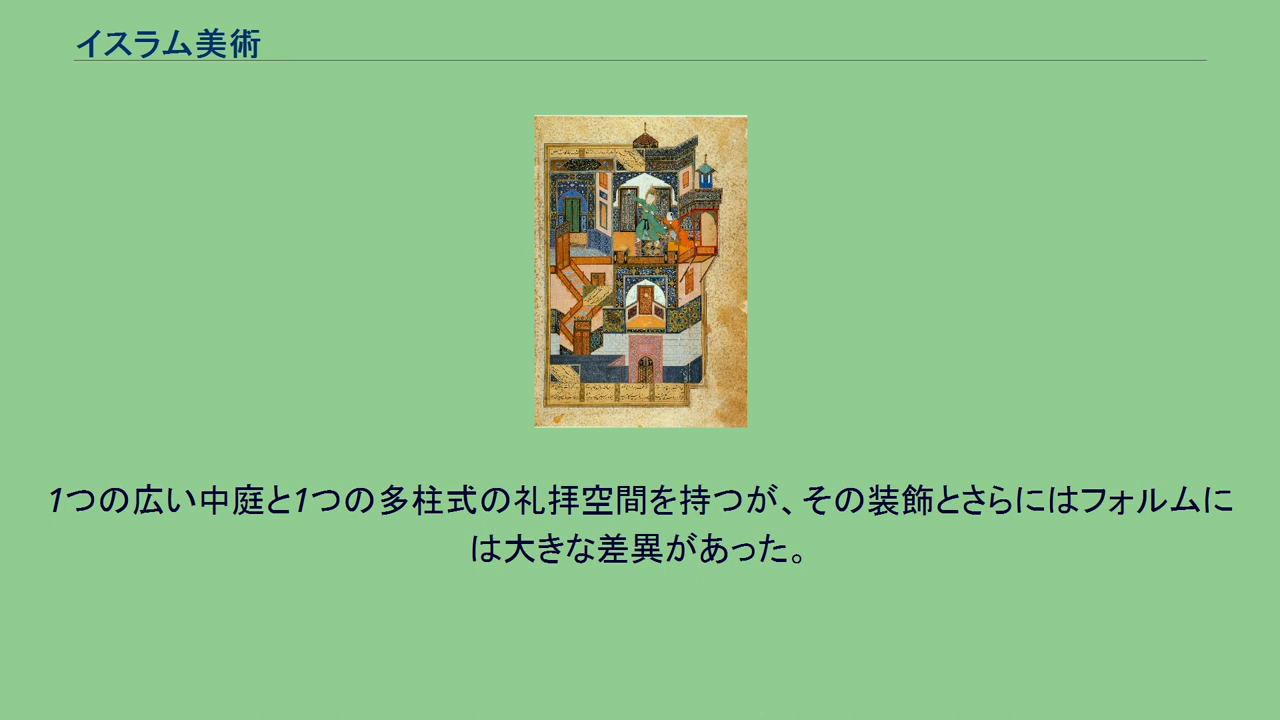 イスラム美術
1つの広い中庭と1つの多柱式の礼拝空間を持つが、その装飾とさらにはフォルムに
は大きな差異があった。